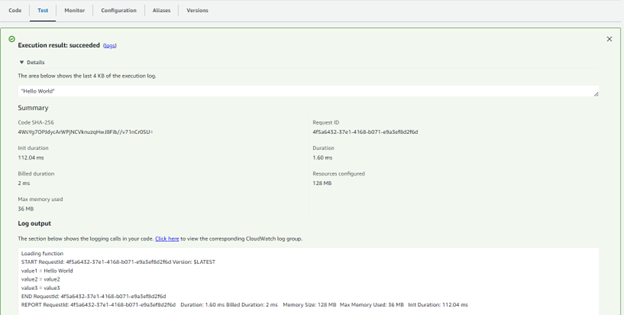 Code Test Monitor Configuration Aliases Versions
Execution result: succeeded (logs)
▼ Details
The area below shows the last 4 KB of the execution log.
"Hello World"
Summary
Code SHA-256 Request ID
4f5a6432-37e1-4168-b071-e9a3ef8d2f6d
Init duration Duration
112.04 ms 1.60 ms
Billed duration Resources configured
2 ms 128 MB
Max memory used
36 MB
Log output
The section below shows the logging calls in your code. Click here to view the corresponding CloudWatch log group.
Loading function
START RequestId: 4f5a6432-37e1-4168-b071-e9a3ef8d2f6d Version: $LATEST
value1 = Hello World
value2 = value2
value3 = value3
END RequestId: 4f5a6432-37e1-4168-b071-e9a3ef8d2f6d
REPORT RequestId: 4f5a6432-37e1-4168-b071-e9a3ef8d2f6d Duration: 1.60 ms Billed Duration: 2 ms Memory Size: 128 MB Max Memory Used: 36 MB Init Duration: 112.04 ms